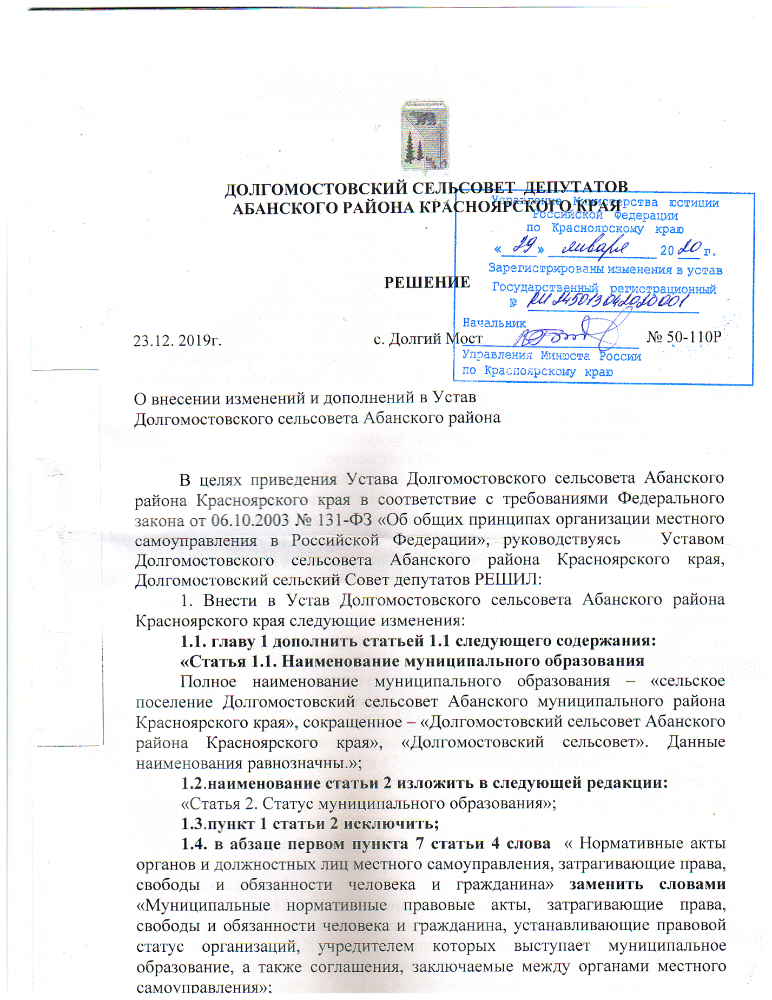 ДОЛГОМОСТОВСКИЙ СЕЛЬСОВЕТ ДЕПУТАТОВ
АБАНСКОГО РАЙОНА КРАСНОЯРСКОГО КРАЯ
Управление Министерства юстиции
Российской Федерации
по Красноярскому краю
«29» января 2020 г.
Зарегистрированы изменения в устав
Государственный регистрационный
№ RU 245013042020001
Начальник
Управления Минюста России
по Красноярскому краю
РЕШЕНИЕ
23.12. 2019г. с. Долгий Мост № 50-110Р
О внесении изменений и дополнений в Устав
Долгомостовского сельсовета Абанского района
В целях приведения Устава Долгомостовского сельсовета Абанского
района Красноярского края в соответствие с требованиями Федерального
закона от 06.10.2003 № 131-ФЗ «Об общих принципах организации местного
самоуправления в Российской Федерации», руководствуясь Уставом
Долгомостовского сельсовета Абанского района Красноярского края,
Долгомостовский сельский Совет депутатов РЕШИЛ:
1. Внести в Устав Долгомостовского сельсовета Абанского района
Красноярского края следующие изменения:
1.1. главу 1 дополнить статьей 1.1 следующего содержания:
«Статья 1.1. Наименование муниципального образования
Полное наименование муниципального образования – «сельское
поселение Долгомостовский сельсовет Абанского муниципального района
Красноярского края», сокращенное – «Долгомостовский сельсовет Абанского
района Красноярского края», «Долгомостовский сельсовет». Данные
наименования равнозначны.»;
1.2.наименование статьи 2 изложить в следующей редакции:
«Статья 2. Статус муниципального образования»;
1.3.пункт 1 статьи 2 исключить;
1.4. в абзаце первом пункта 7 статьи 4 слова « Нормативные акты
органов и должностных лиц местного самоуправления, затрагивающие права,
свободы и обязанности человека и гражданина» заменить словами
«Муниципальные нормативные правовые акты, затрагивающие права,
свободы и обязанности человека и гражданина, устанавливающие правовой
статус организаций, учредителем которых выступает муниципальное
образование, а также соглашения, заключаемые между органами местного
самоуправления»;